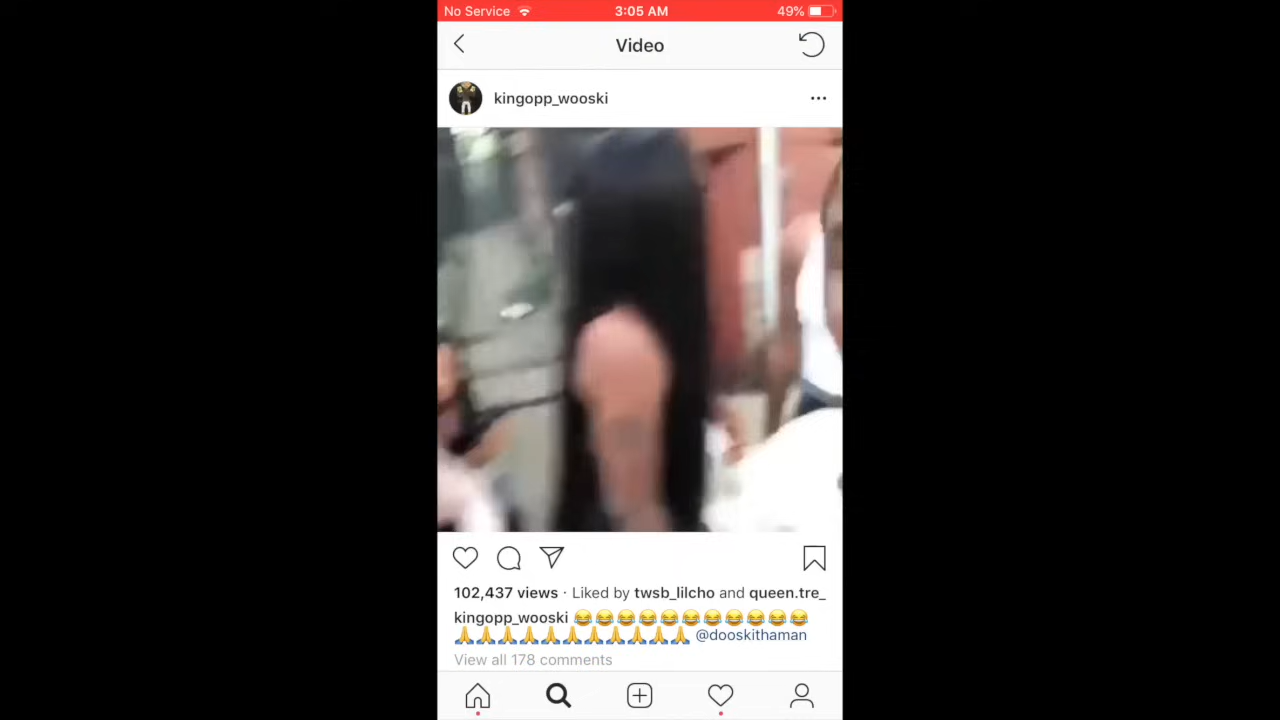 No Service 3:05 AM 49%
Video
kingopp_wooski
102,437 views · Liked by twsb_lilcho and queen.tre_
kingopp_wooski 😂😂😂😂😂😂😂😂😂😂😂
🙏🙏🙏🙏🙏🙏🙏🙏🙏🙏🙏 @dooskithaman
View all 178 comments